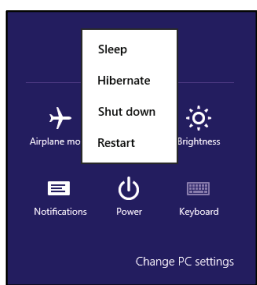 Sleep
Hibernate
Shut down
Restart
Airplane mo
Brightness
Notifications
Power
Keyboard
Change PC settings